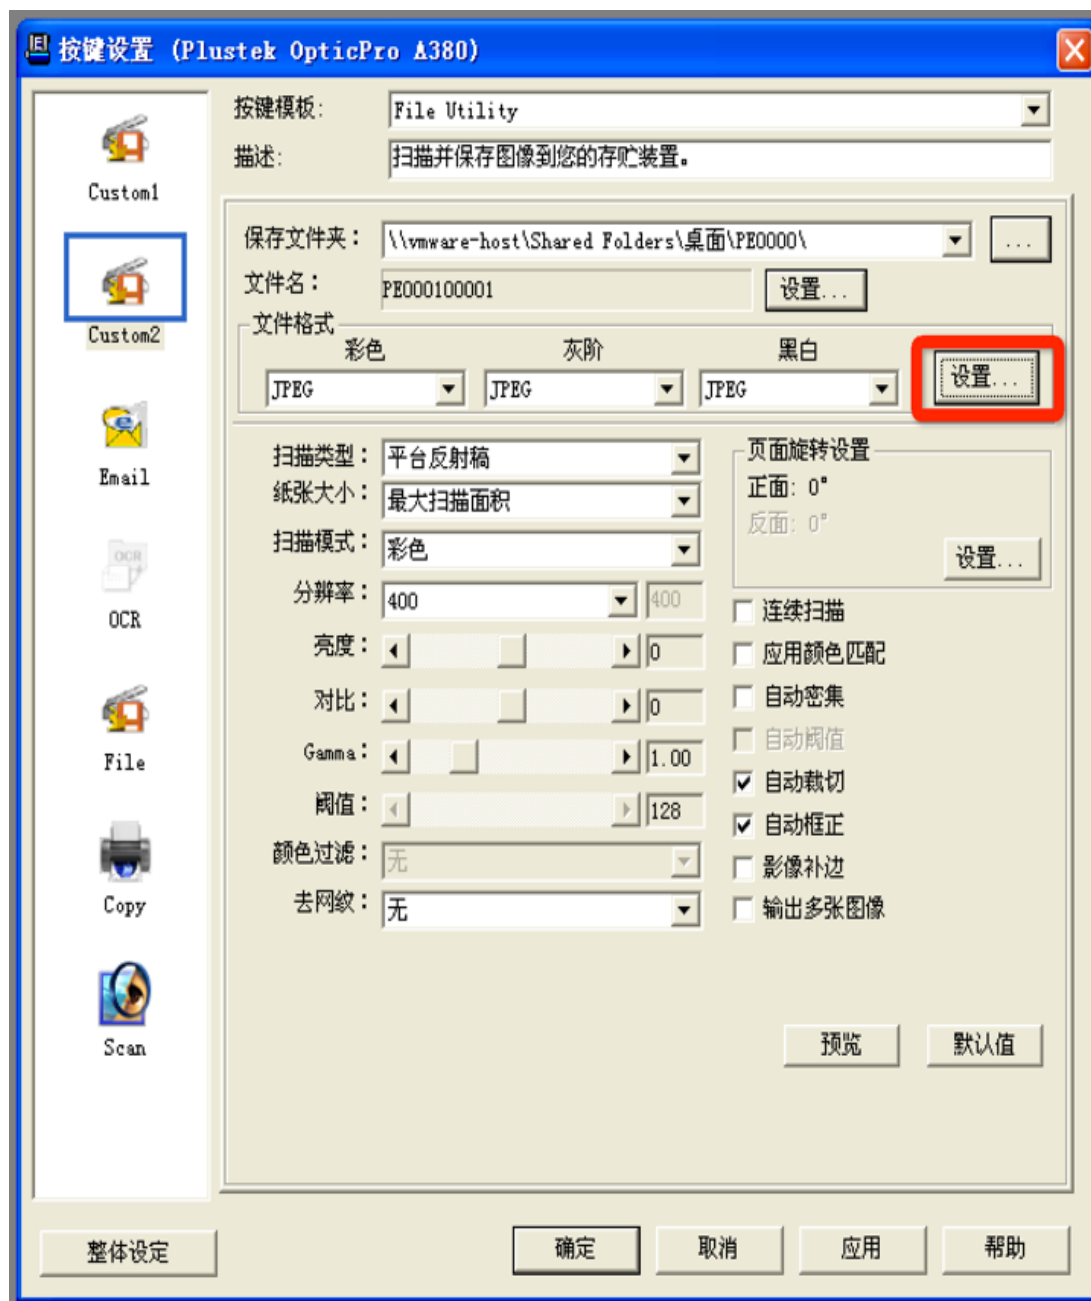 按键设置 (Plustek OpticPro A380)
按键模板: File Utility
描述: 扫描并保存图像到您的存贮装置。
Custom1
Custom2
Email
OCR
OCR
File
Copy
Scan
保存文件夹: \\vmware-host\Shared Folders\桌面\PE0000\ ...
文件名: PE000100001 设置...
文件格式
彩色 灰阶 黑白
JPEG JPEG JPEG 设置...
扫描类型: 平台反射稿
纸张大小: 最大扫描面积
扫描模式: 彩色
分辨率: 400 400
亮度: 0
对比: 0
Gamma: 1.00
阈值: 128
颜色过滤: 无
去网纹: 无
页面旋转设置
正面: 0°
反面: 0°
设置...
连续扫描
应用颜色匹配
自动密集
自动阈值
自动裁切
自动框正
影像补边
输出多张图像
预览 默认值
整体设定 确定 取消 应用 帮助